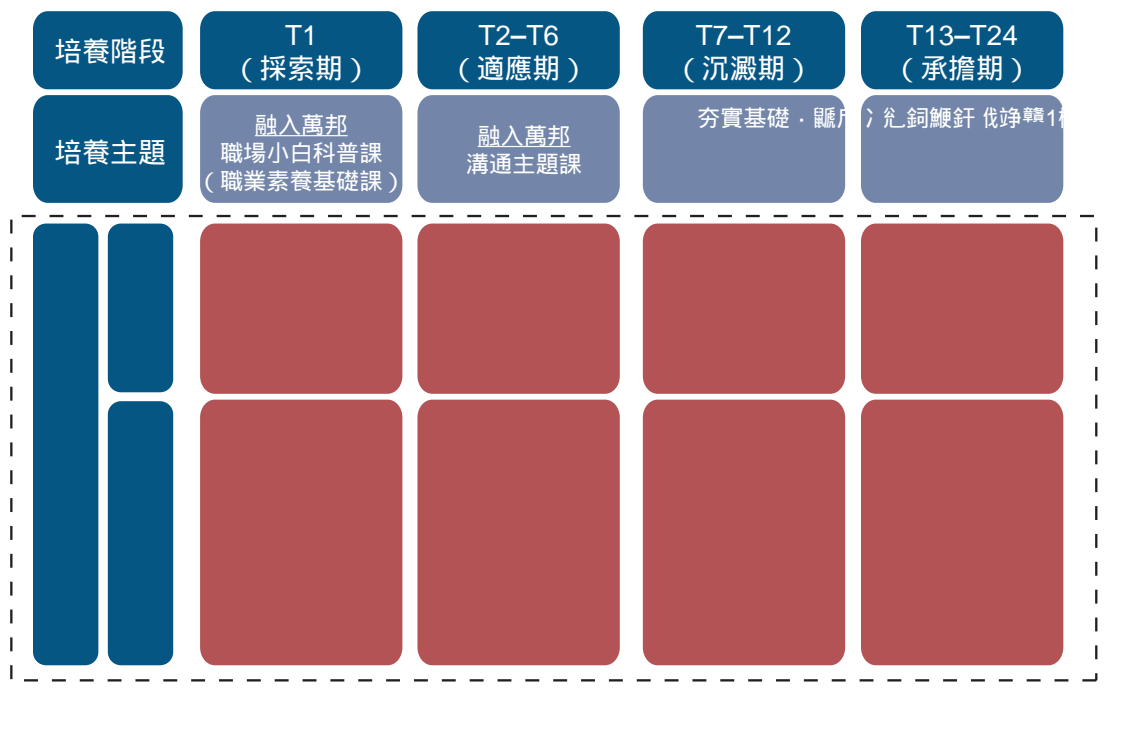 培養階段
T1
（採索期）
T2–T6
（適應期）
T7–T12
（沉澱期）
T13–T24
（承擔期）
培養主題
融入萬邦
職場小白科普課
（職業素養基礎課）
融入萬邦
溝通主題課
夯實基礎．